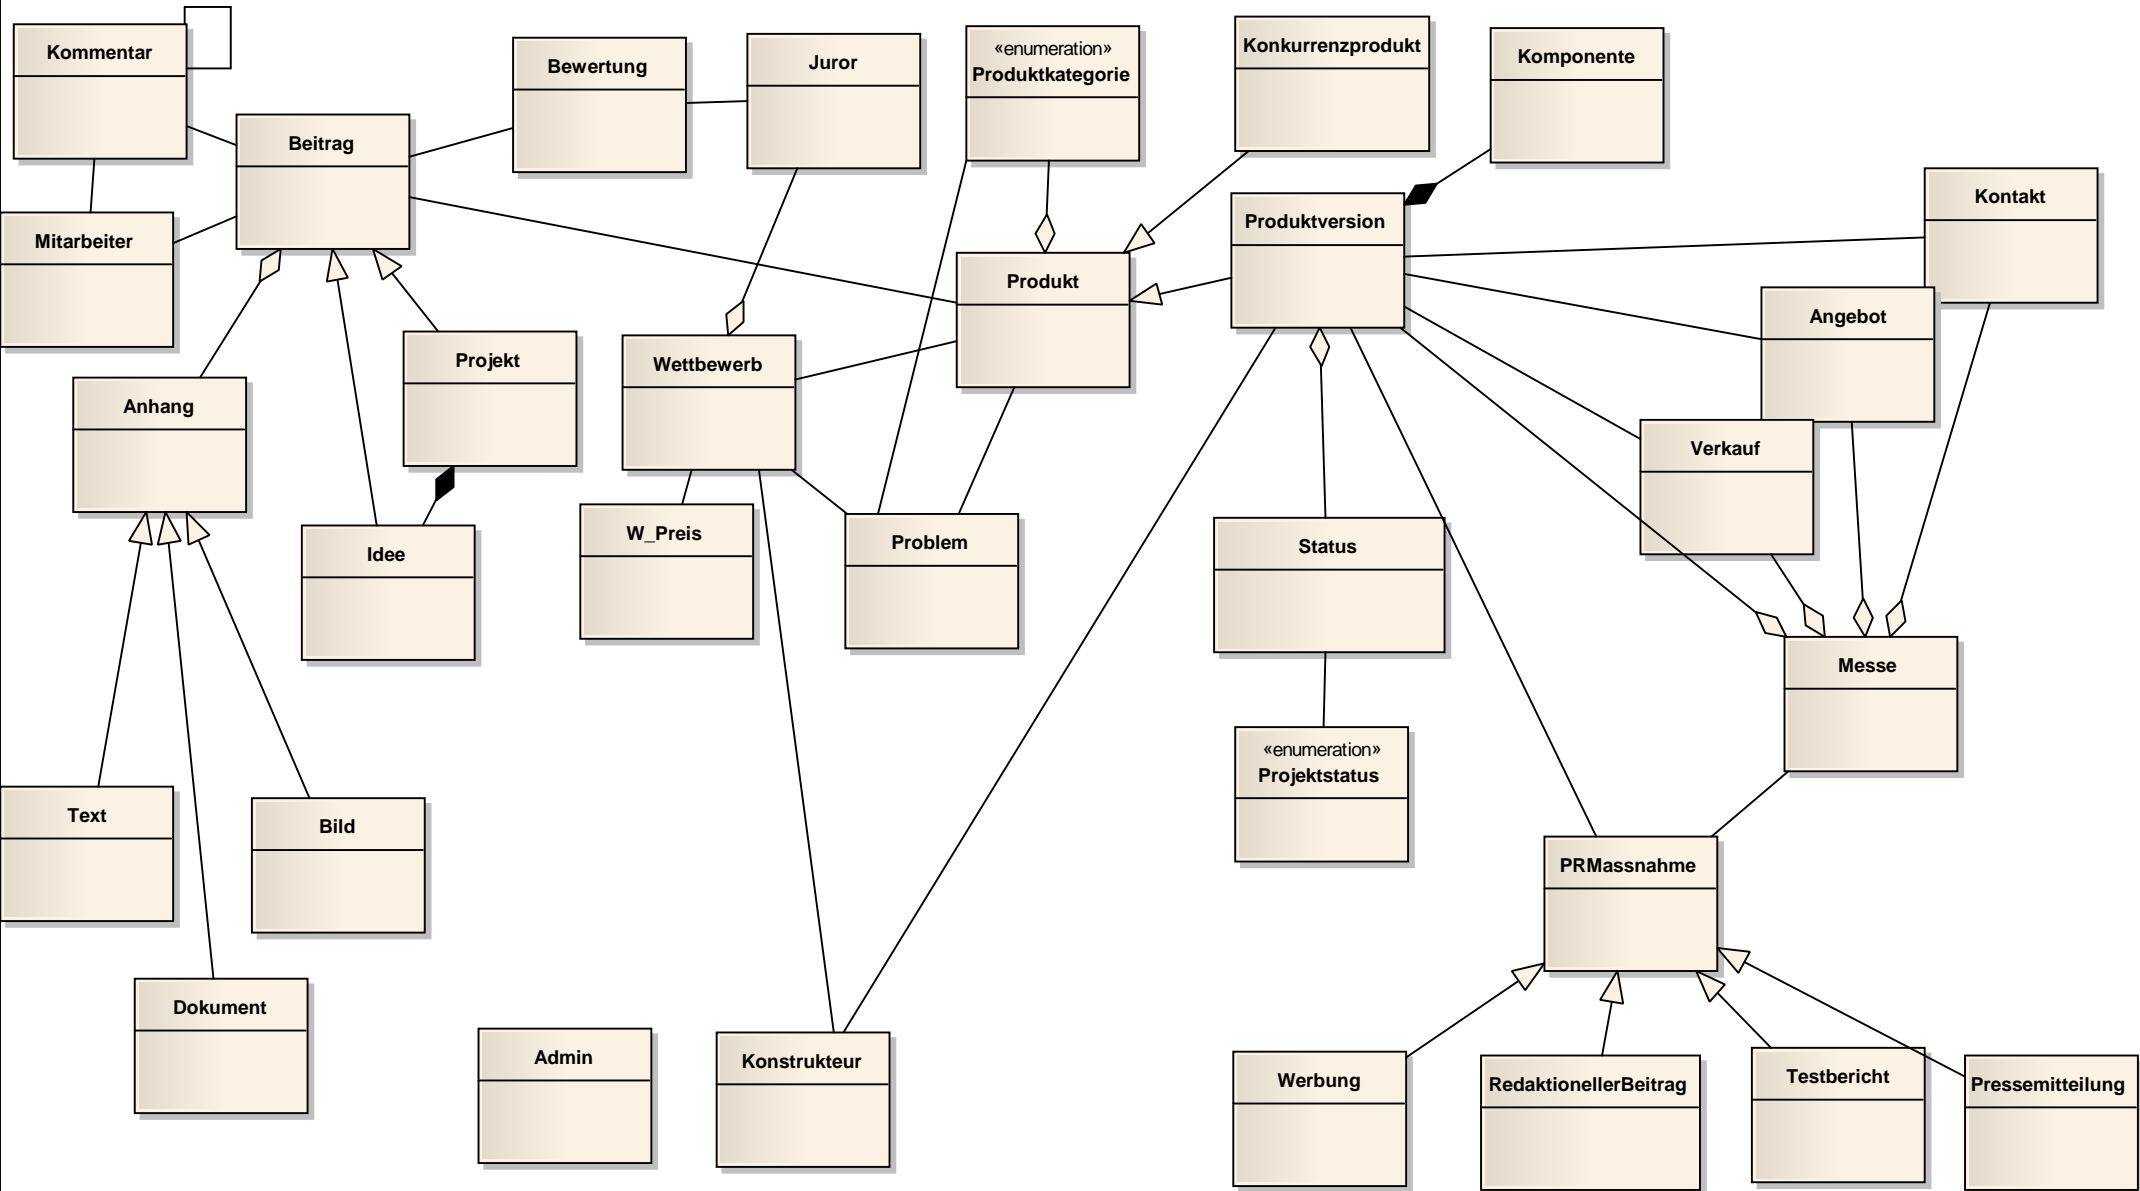 Kommentar
Bewertung
Juror
«enumeration»
Produktkategorie
Konkurrenzprodukt
Komponente
Beitrag
Kontakt
Mitarbeiter
Produktversion
Produkt
Angebot
Projekt
Wettbewerb
Anhang
Verkauf
Idee
W_Preis
Problem
Status
Messe
«enumeration»
Projektstatus
Text
Bild
PRMassnahme
Dokument
Admin
Konstrukteur
Werbung
RedaktionellerBeitrag
Testbericht
Pressemitteilung